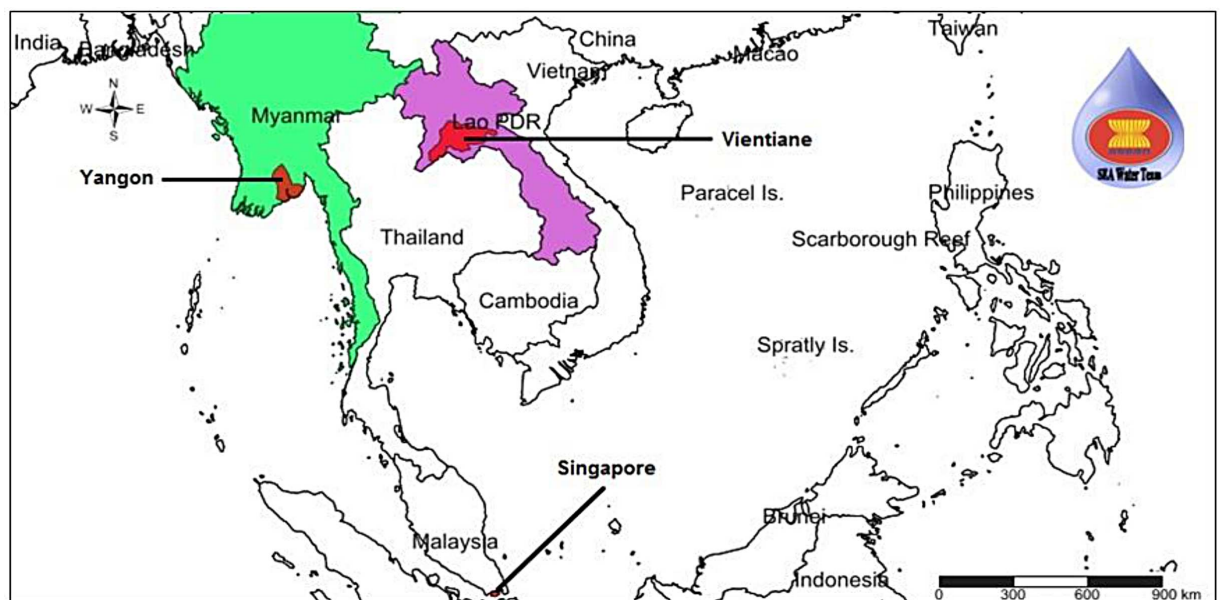 Taiwan
India
Bangladesh
China
Macao
Vietnam
N
W E
S
Myanmar
Lao PDR
Vientiane
SEA Water Team
Yangon
Paracel Is.
Philippines
Thailand
Scarborough Reef
Cambodia
Spratly Is.
Singapore
Brunei
Malaysia
Indonesia
0 300 600 900 km